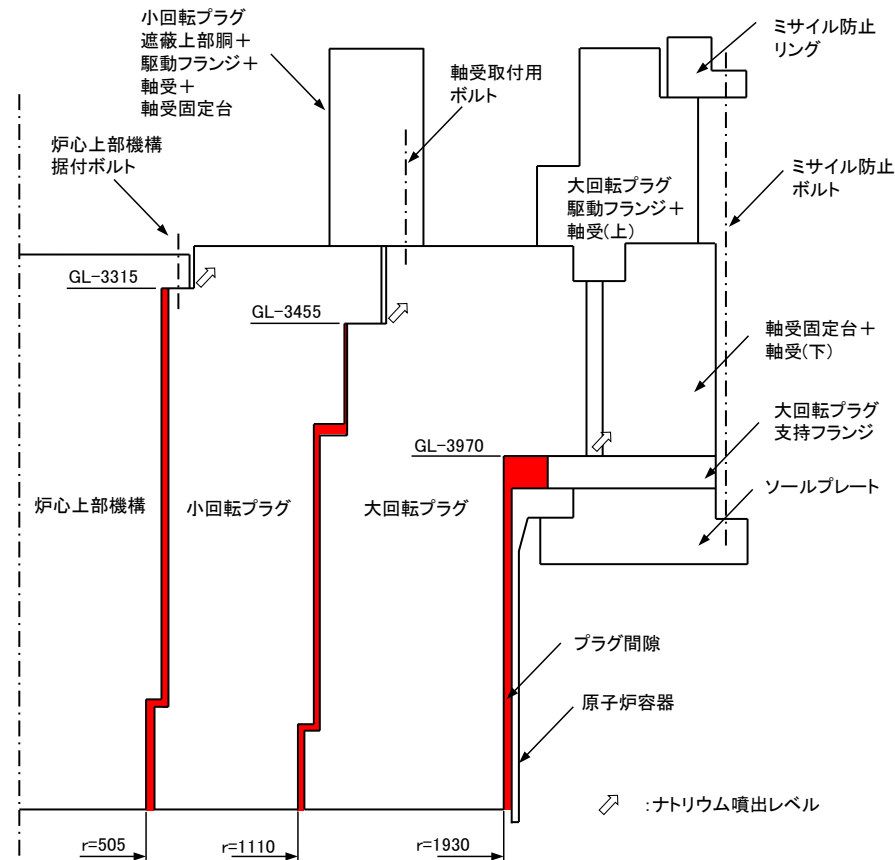 小回転プラグ
遮蔽上部胴＋
駆動フランジ＋
軸受＋
軸受固定台
軸受取付用
ボルト
ミサイル防止
リング
炉心上部機構
据付ボルト
大回転プラグ
駆動フランジ＋
軸受(上)
ミサイル防止
ボルト
GL-3315
GL-3455
軸受固定台＋
軸受(下)
大回転プラグ
支持フランジ
GL-3970
ソールプレート
炉心上部機構
小回転プラグ
大回転プラグ
プラグ間隙
原子炉容器
:ナトリウム噴出レベル
r=505
r=1110
r=1930